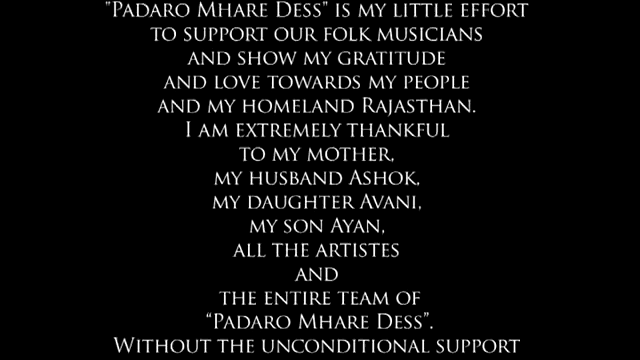 "Padaro Mhare Dess" is my little effort
to support our folk musicians
and show my gratitude
and love towards my people
and my homeland Rajasthan.
I am extremely thankful
to my mother,
my husband Ashok,
my daughter Avani,
my son Ayan,
all the artistes
and
the entire team of
“Padaro Mhare Dess”.
Without the unconditional support